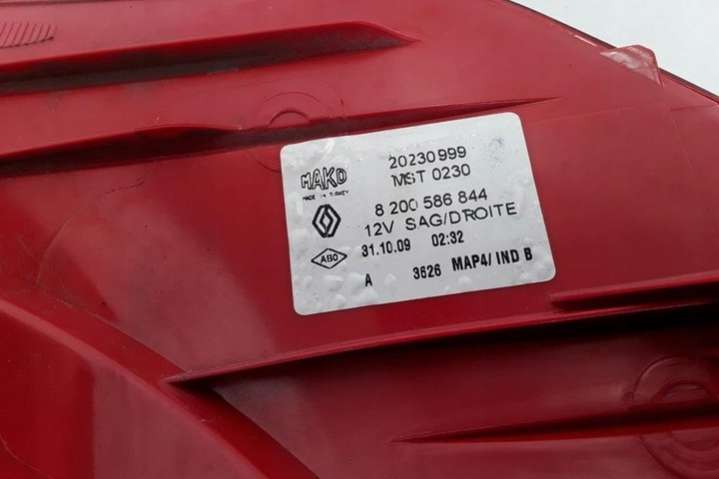 MAKO
MADE IN TURKEY
20230999
MST 0230
8 200 586 844
12V SAG/DROITE
31.10.09 02:32
A 3626 MAP4/ IND B